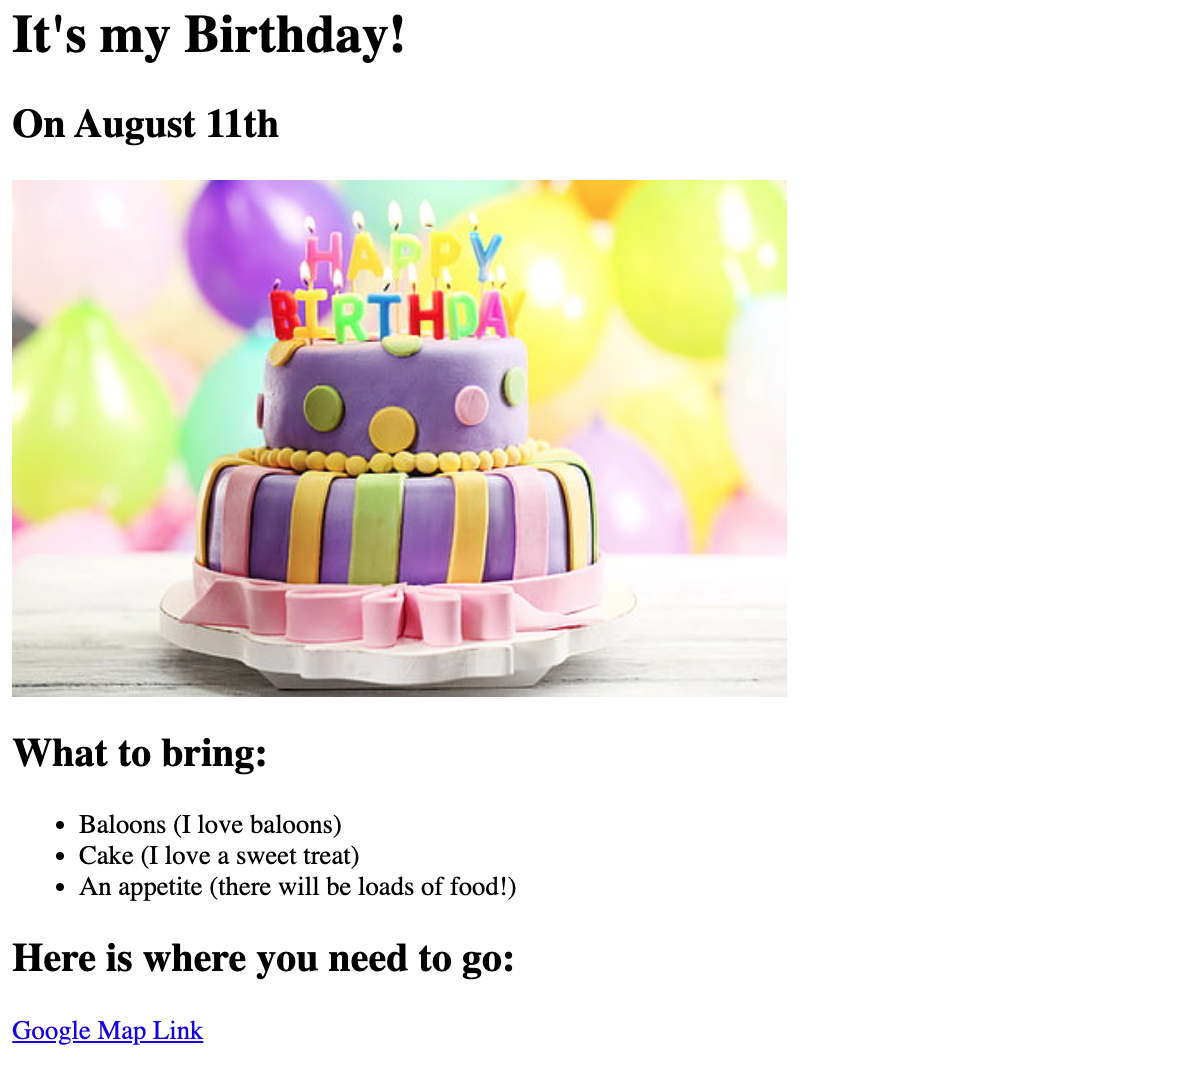 It's my Birthday!
On August 11th
HAPPY
BIRTHDAY
What to bring:
Baloons (I love baloons)
Cake (I love a sweet treat)
An appetite (there will be loads of food!)
Here is where you need to go:
Google Map Link